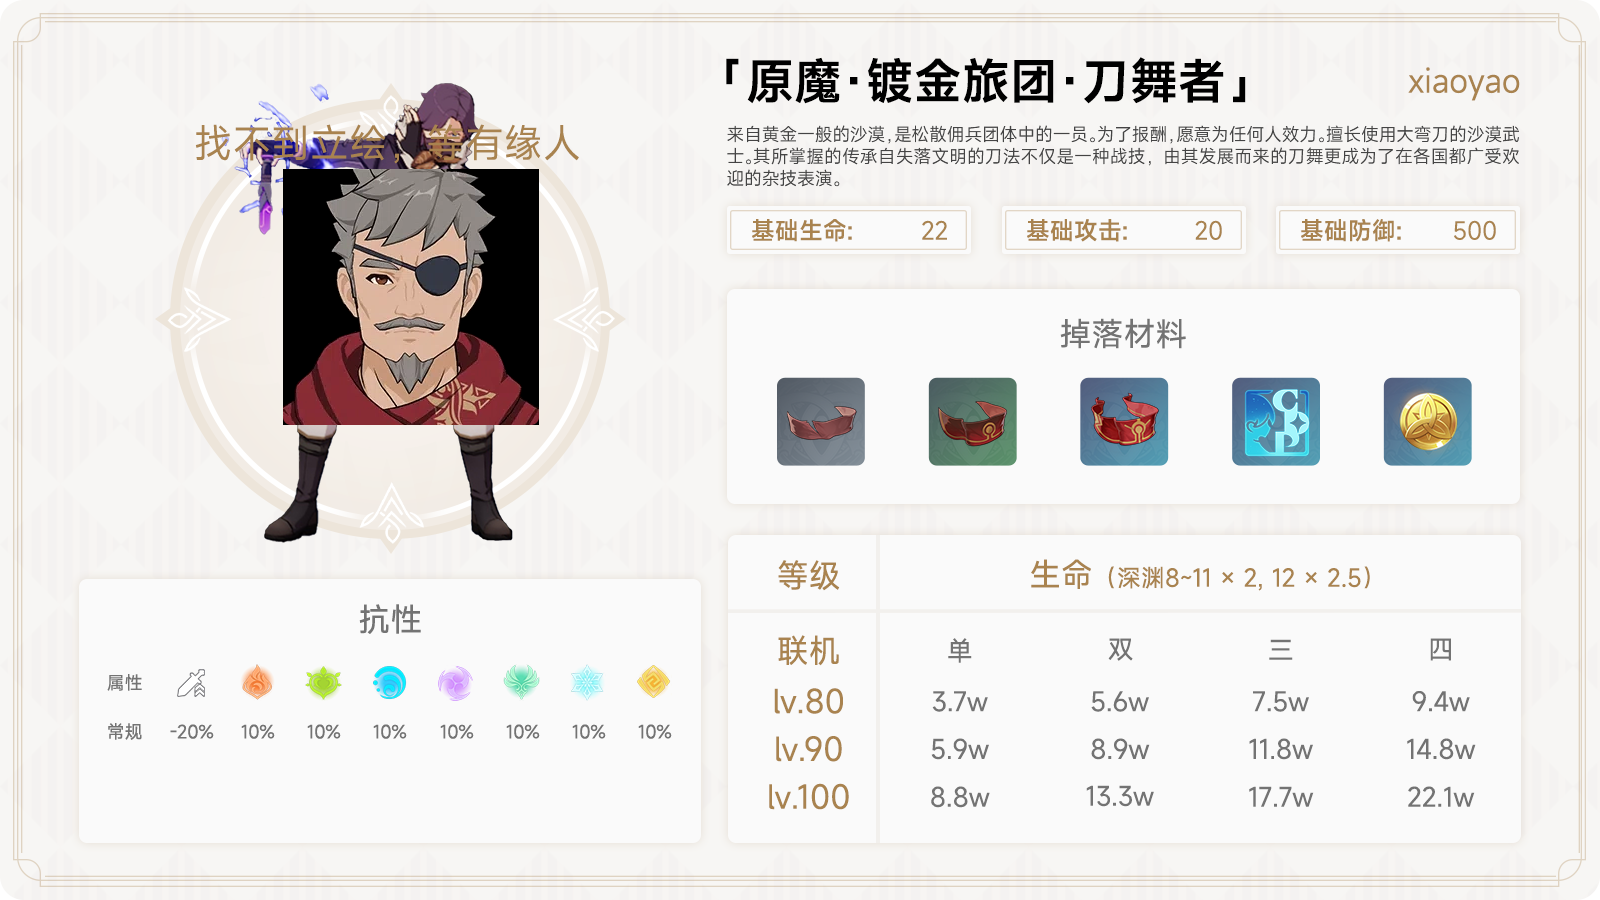 「原魔·镀金旅团·刀舞者」
xiaoyao
找不到立绘，等有缘人
来自黄金一般的沙漠,是松散佣兵团体中的一员。为了报酬,愿意为任何人效力。擅长使用大弯刀的沙漠武
士。其所掌握的传承自失落文明的刀法不仅是一种战技，由其发展而来的刀舞更成为了在各国都广受欢
迎的杂技表演。
基础生命: 22
基础攻击: 20
基础防御: 500
掉落材料
抗性
属性
常规 -20% 10% 10% 10% 10% 10% 10% 10%
等级 生命（深渊8~11 × 2, 12 × 2.5）
联机 单 双 三 四
lv.80 3.7w 5.6w 7.5w 9.4w
lv.90 5.9w 8.9w 11.8w 14.8w
lv.100 8.8w 13.3w 17.7w 22.1w